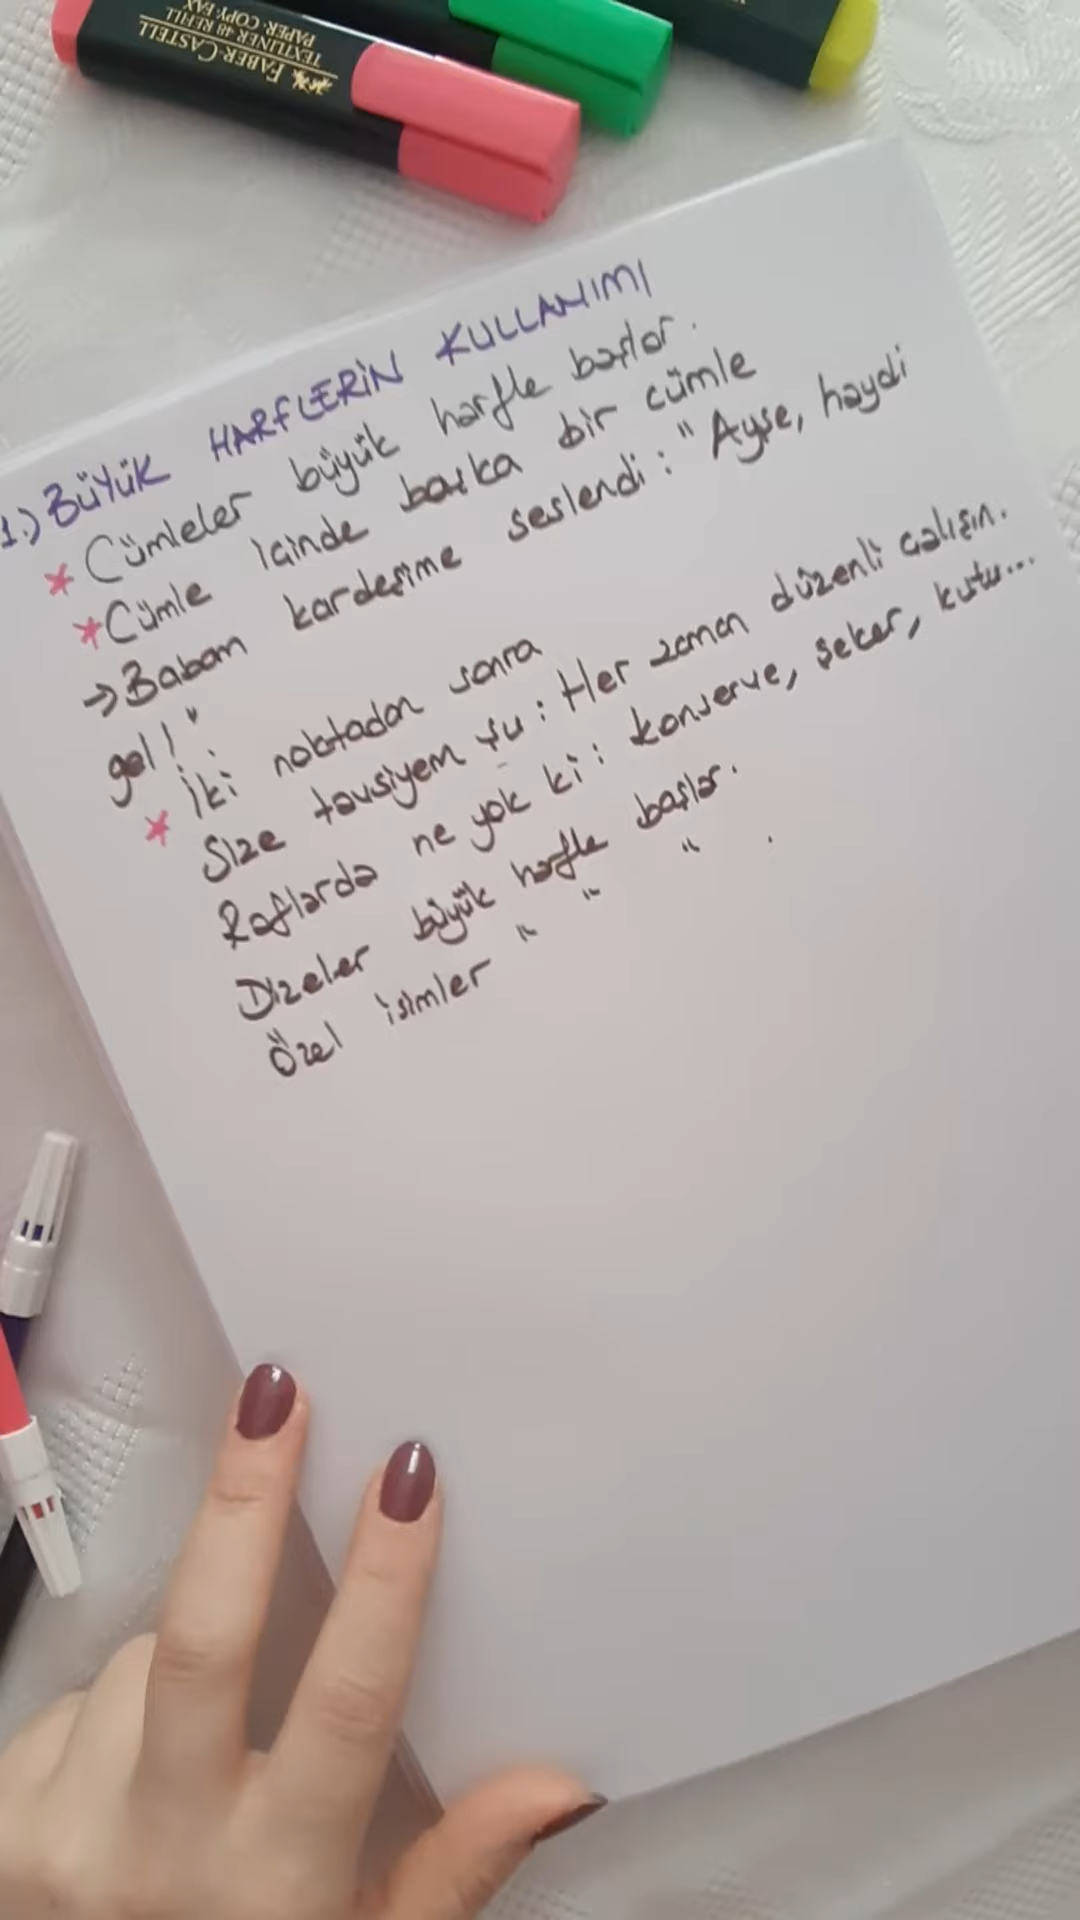 FABER-CASTELL
TEXTLINER 48 REFILL
PAPER·COPY·FAX
1.) BÜYÜK HARFLERİN KULLANIMI
* Cümleler büyük harfle başlar.
* Cümle içinde başka bir cümle
→ Babam kardeşime seslendi: "Ayşe, haydi
gel!"
* İki noktadan sonra
Size tavsiyem şu: Her zaman düzenli çalışın.
Raflarda ne yok ki: konserve, şeker, kutu...
Dizeler büyük harfle başlar.
Özel isimler " " " .